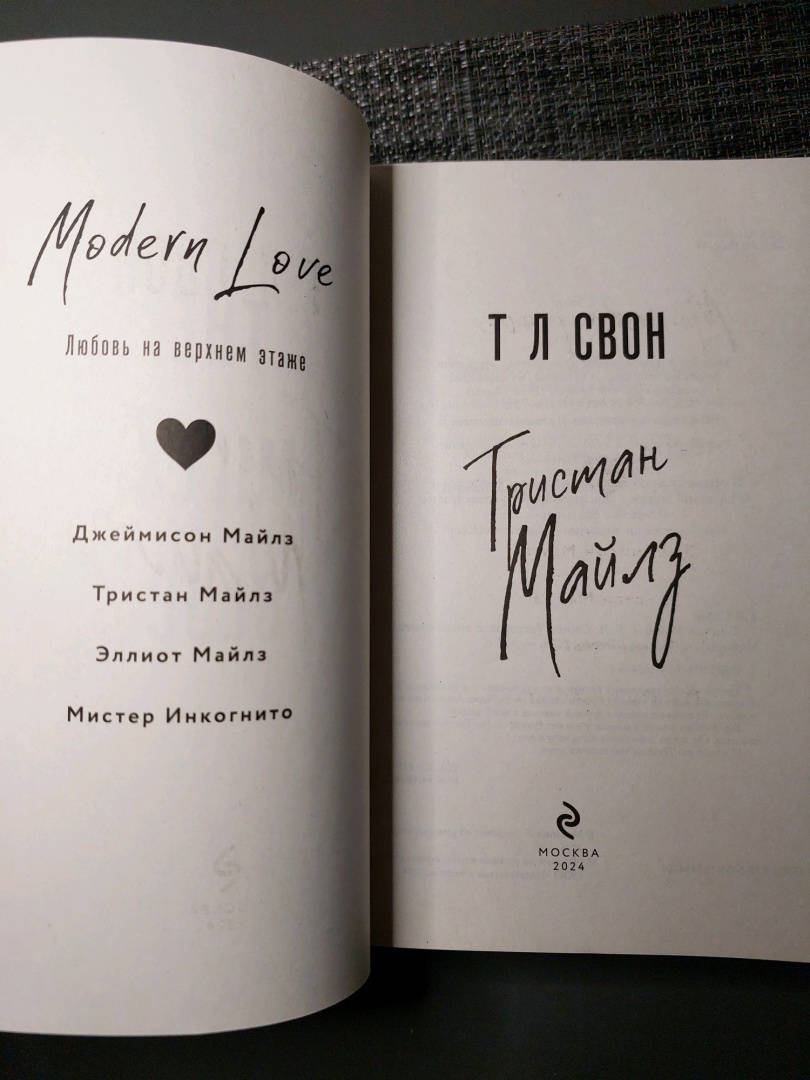 Modern Love
Любовь на верхнем этаже
Джеймисон Майлз
Тристан Майлз
Эллиот Майлз
Мистер Инкогнито
Т Л СВОН
Тристан
Майлз
МОСКВА
2024